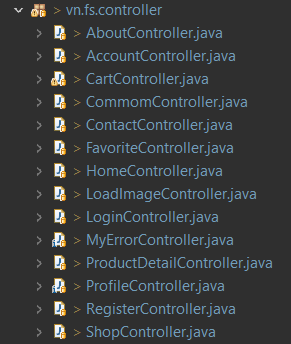 > vn.fs.controller
> AboutController.java
> AccountController.java
> CartController.java
> CommomController.java
> ContactController.java
> FavoriteController.java
> HomeController.java
> LoadImageController.java
> LoginController.java
> MyErrorController.java
> ProductDetailController.java
> ProfileController.java
> RegisterController.java
> ShopController.java